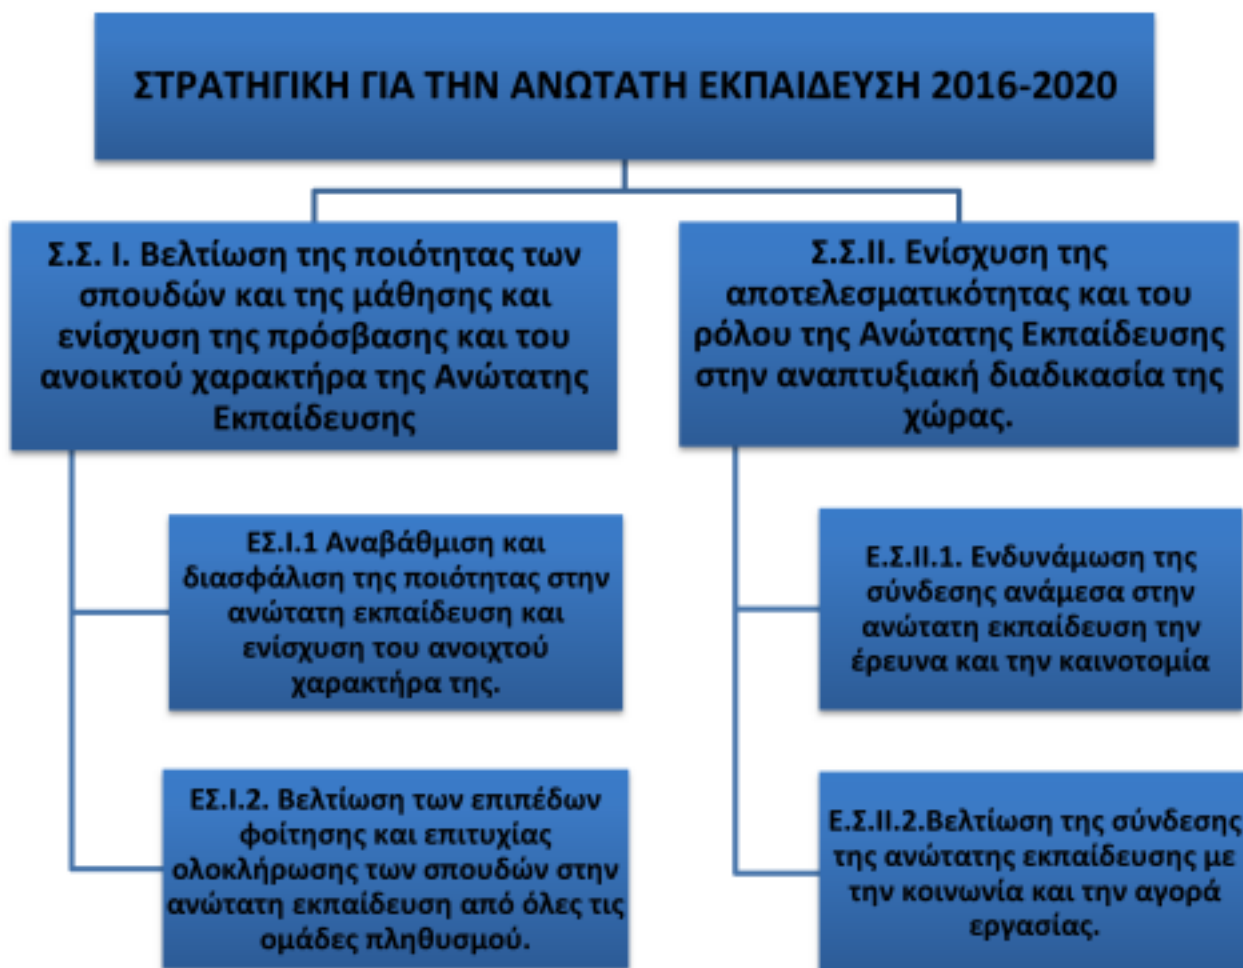 ΣΤΡΑΤΗΓΙΚΗ ΓΙΑ ΤΗΝ ΑΝΩΤΑΤΗ ΕΚΠΑΙΔΕΥΣΗ 2016-2020
Σ.Σ. Ι. Βελτίωση της ποιότητας των
σπουδών και της μάθησης και
ενίσχυση της πρόσβασης και του
ανοικτού χαρακτήρα της Ανώτατης
Εκπαίδευσης
ΕΣ.Ι.1 Αναβάθμιση και
διασφάλιση της ποιότητας στην
ανώτατη εκπαίδευση και
ενίσχυση του ανοιχτού
χαρακτήρα της.
ΕΣ.Ι.2. Βελτίωση των επιπέδων
φοίτησης και επιτυχίας
ολοκλήρωσης των σπουδών στην
ανώτατη εκπαίδευση από όλες τις
ομάδες πληθυσμού.
Σ.Σ.ΙΙ. Ενίσχυση της
αποτελεσματικότητας και του
ρόλου της Ανώτατης Εκπαίδευσης
στην αναπτυξιακή διαδικασία της
χώρας.
Ε.Σ.ΙΙ.1. Ενδυνάμωση της
σύνδεσης ανάμεσα στην
ανώτατη εκπαίδευση την
έρευνα και την καινοτομία
Ε.Σ.ΙΙ.2.Βελτίωση της σύνδεσης
της ανώτατης εκπαίδευσης με
την κοινωνία και την αγορά
εργασίας.